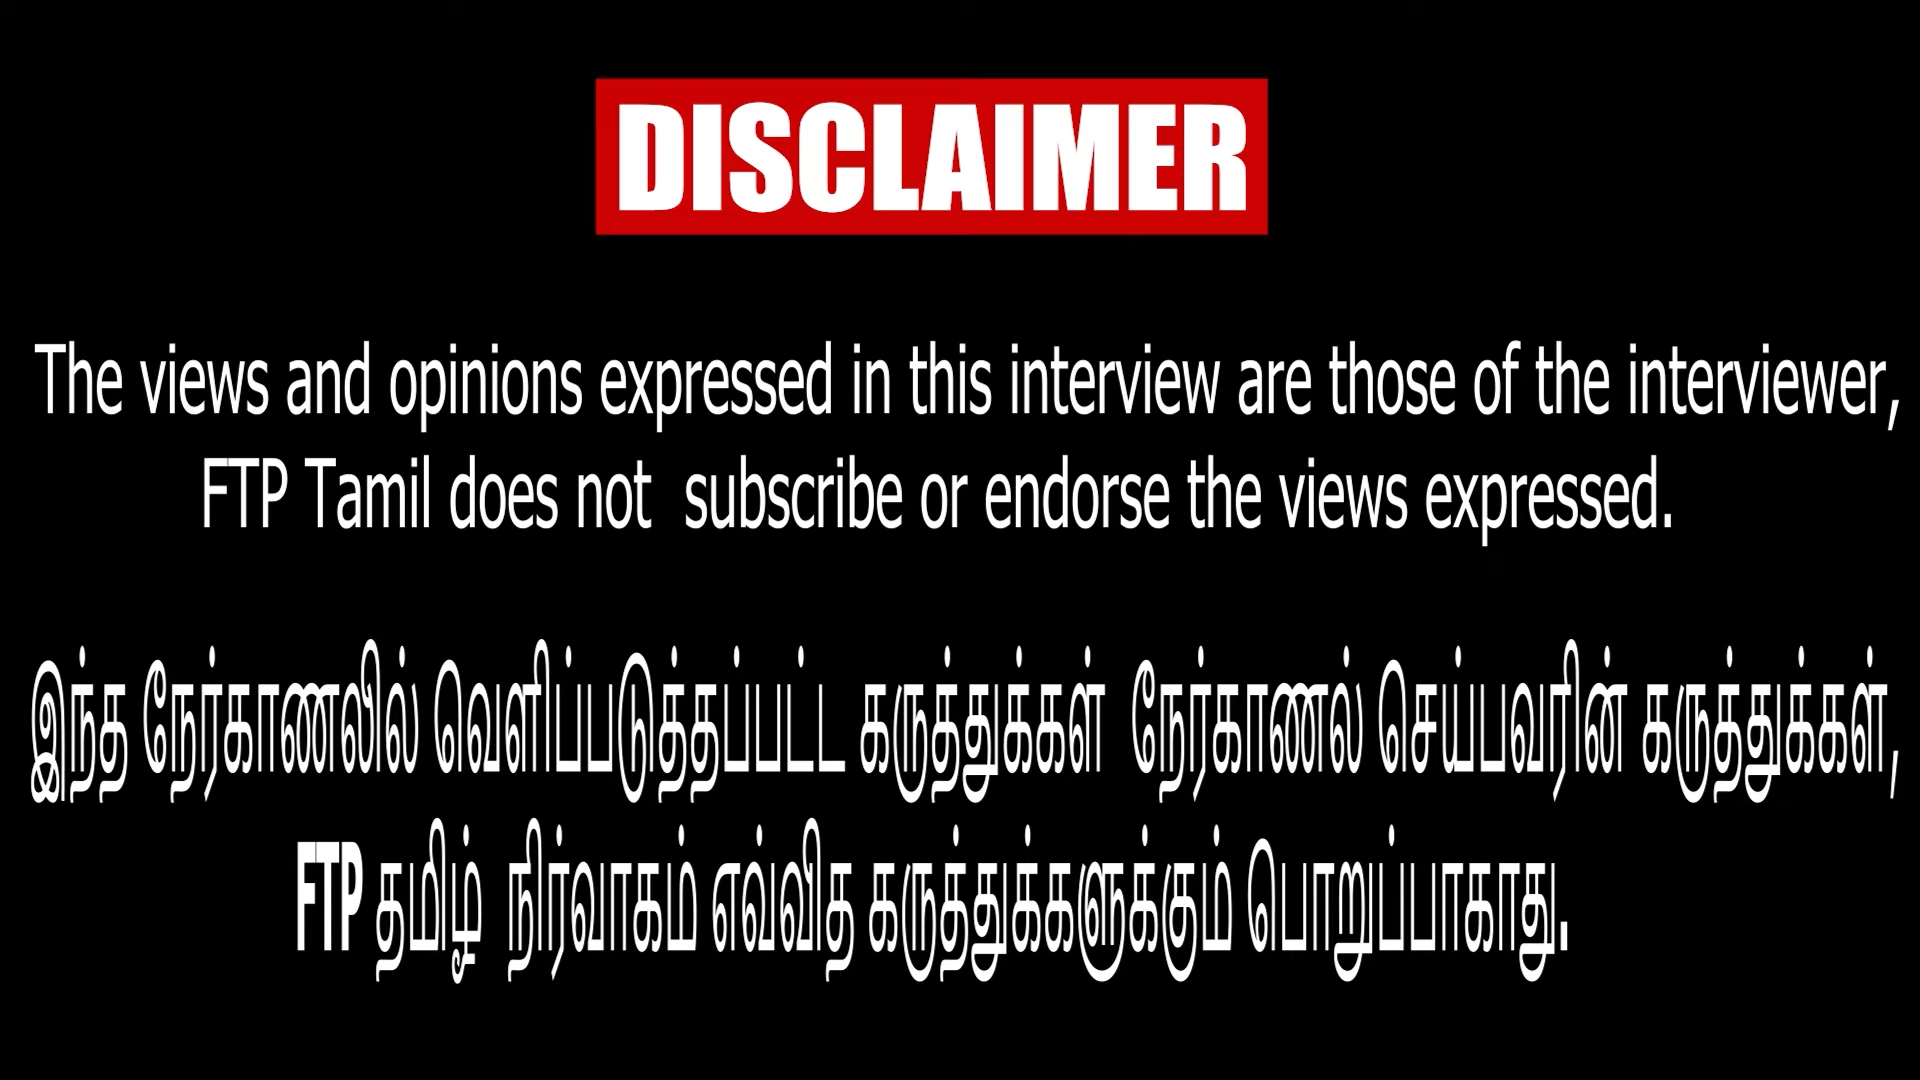 DISCLAIMER
The views and opinions expressed in this interview are those of the interviewer,
FTP Tamil does not subscribe or endorse the views expressed.
இந்த நேர்காணலில் வெளிப்படுத்தப்பட்ட கருத்துக்கள் நேர்காணல் செய்பவரின் கருத்துக்கள்,
FTP தமிழ் நிர்வாகம் எவ்வித கருத்துக்களுக்கும் பொறுப்பாகாது.